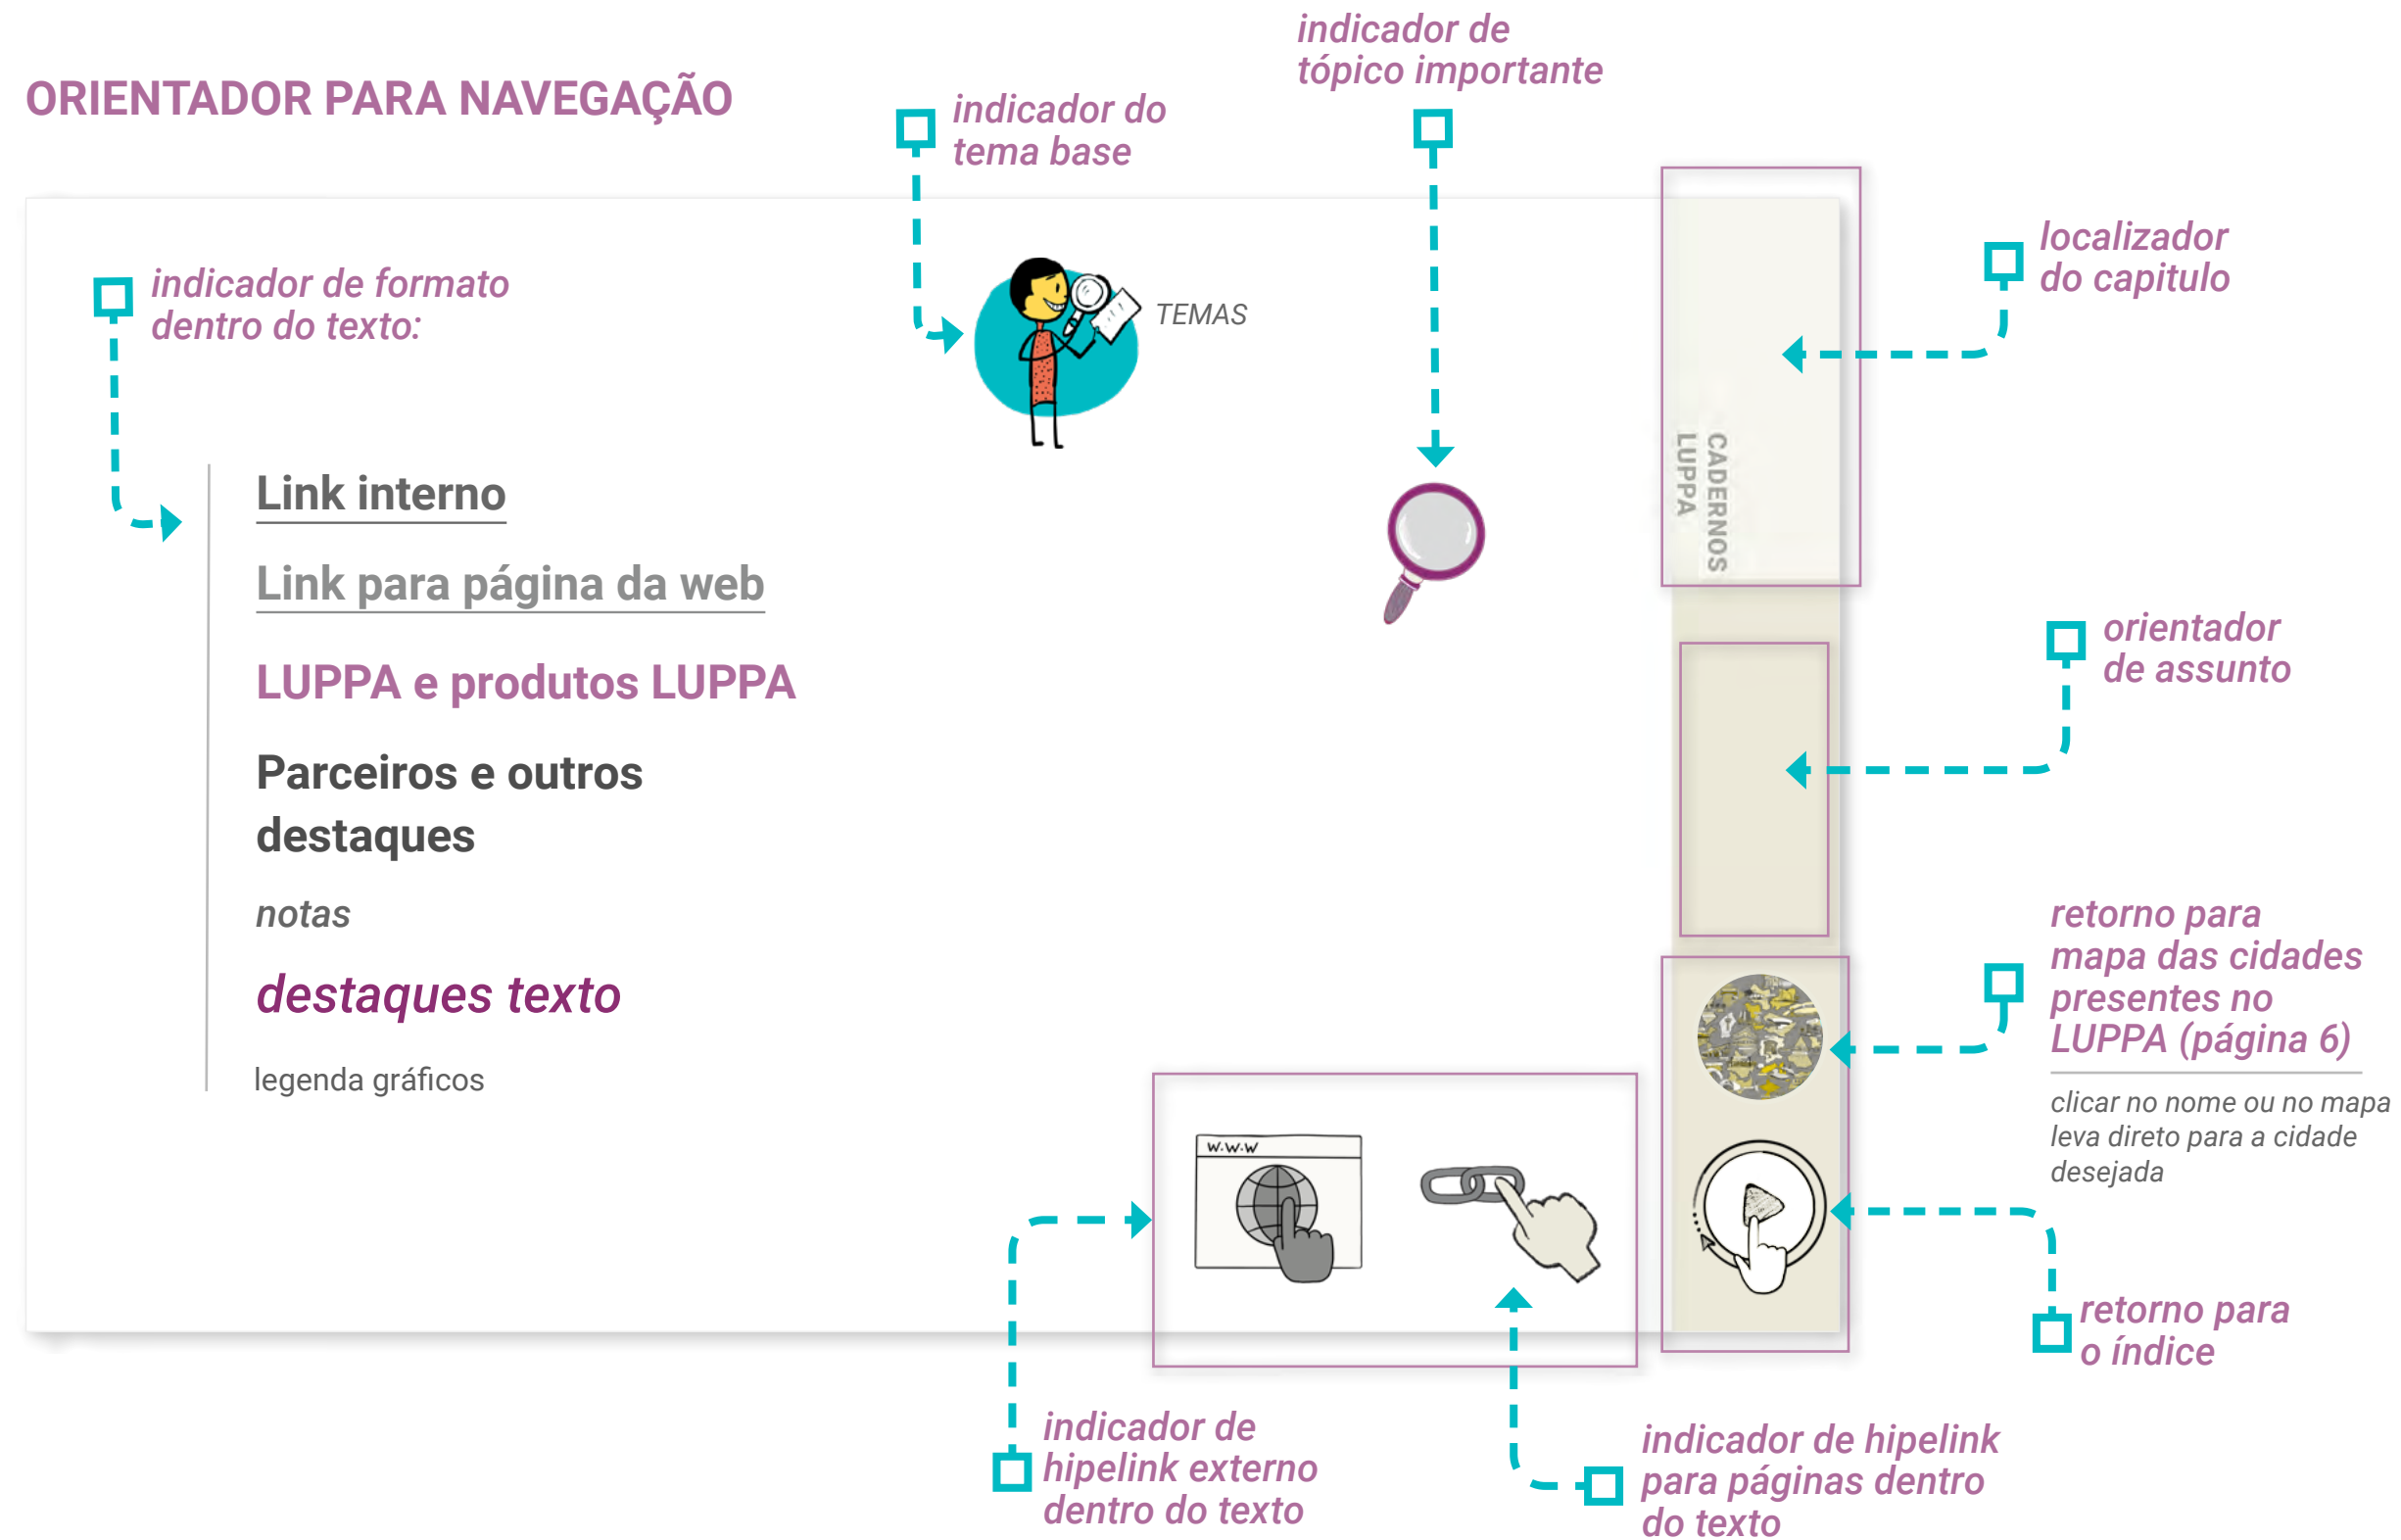 ORIENTADOR PARA NAVEGAÇÃO
indicador de
tópico importante
indicador do
tema base
localizador
do capitulo
indicador de formato
dentro do texto:
TEMAS
CADERNOS
LUPPA
Link interno
Link para página da web
LUPPA e produtos LUPPA
Parceiros e outros
destaques
notas
destaques texto
legenda gráficos
orientador
de assunto
retorno para
mapa das cidades
presentes no
LUPPA (página 6)
clicar no nome ou no mapa
leva direto para a cidade
desejada
W.W.W
retorno para
o índice
indicador de
hipelink externo
dentro do texto
indicador de hipelink
para páginas dentro
do texto